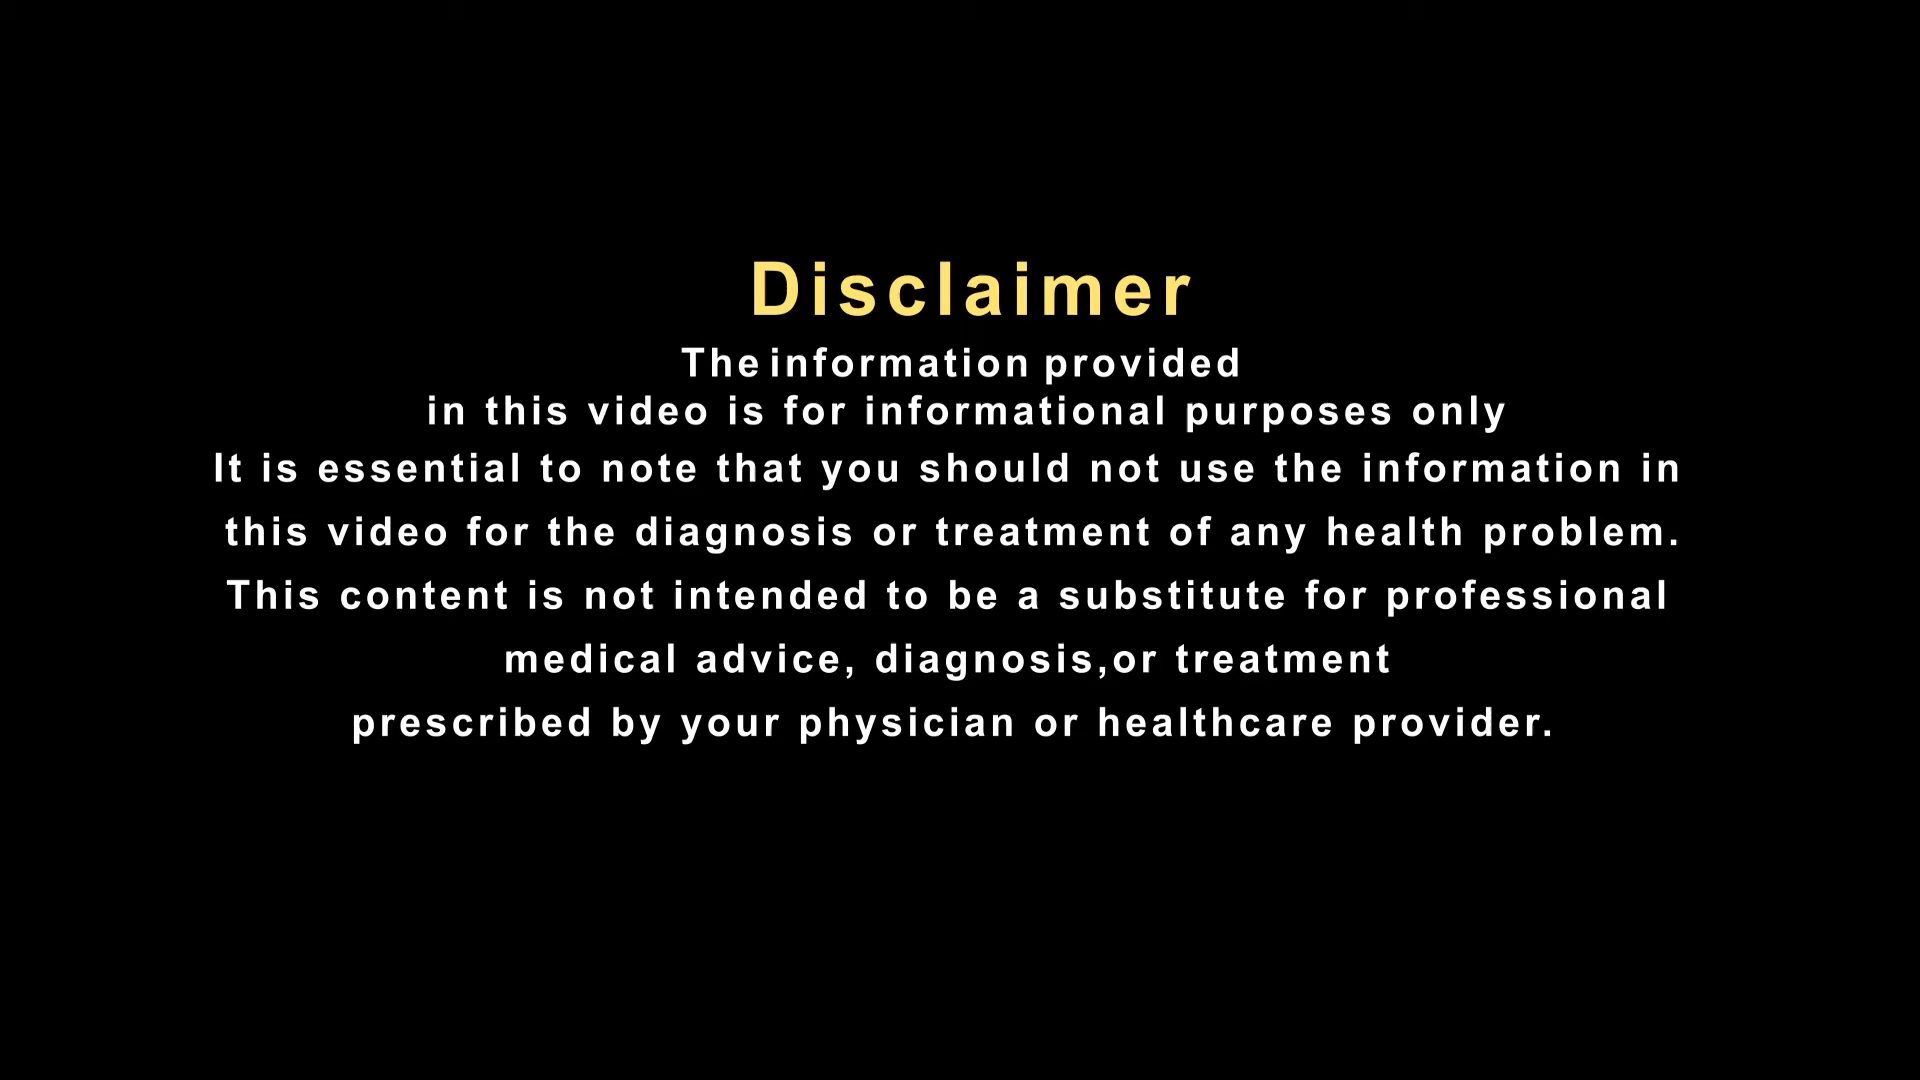 Disclaimer
The information provided
in this video is for informational purposes only
It is essential to note that you should not use the information in
this video for the diagnosis or treatment of any health problem.
This content is not intended to be a substitute for professional
medical advice, diagnosis,or treatment
prescribed by your physician or healthcare provider.